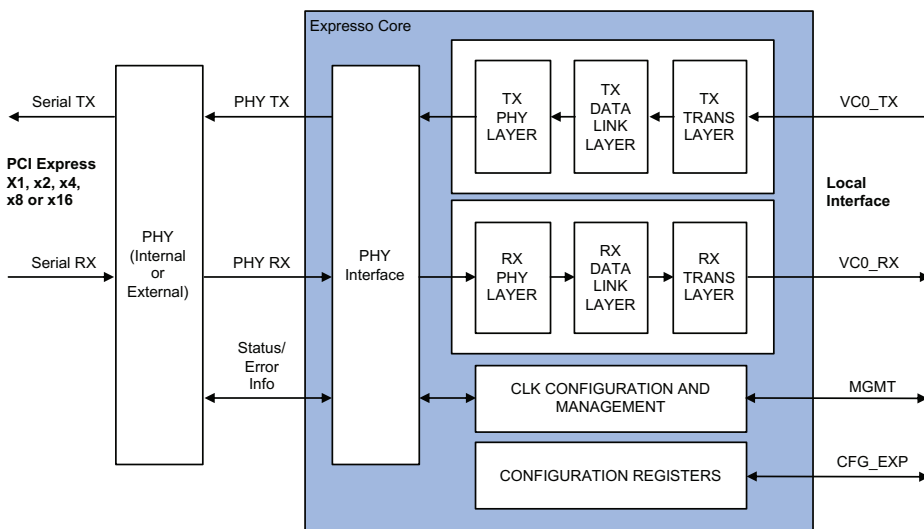 Expresso Core
Serial TX
PHY TX
TX
PHY
LAYER
TX
DATA
LINK
LAYER
TX
TRANS
LAYER
VC0_TX
PCI Express
X1, x2, x4,
x8 or x16
Local
Interface
PHY
(Internal
or
External)
PHY
Interface
Serial RX
PHY RX
RX
PHY
LAYER
RX
DATA
LINK
LAYER
RX
TRANS
LAYER
VC0_RX
Status/
Error
Info
CLK CONFIGURATION AND
MANAGEMENT
MGMT
CONFIGURATION REGISTERS
CFG_EXP